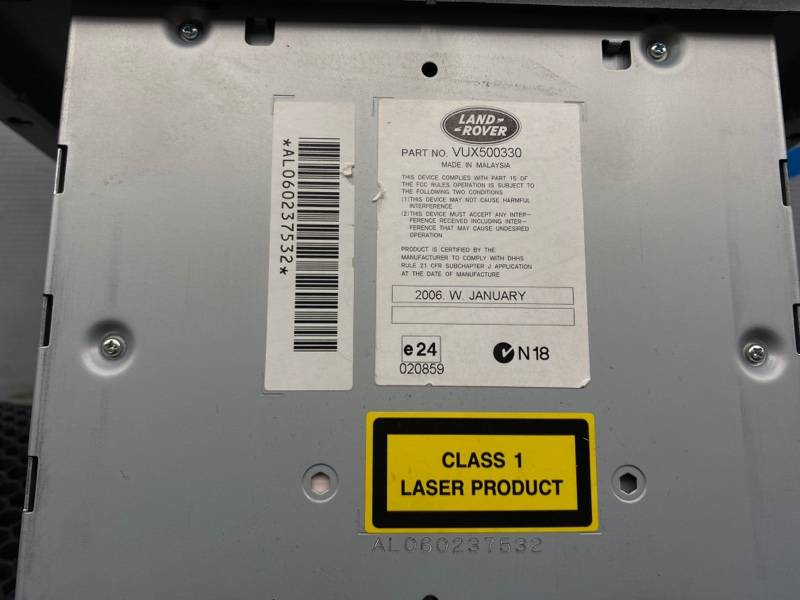 *AL060237532*
LAND-
-ROVER
PART NO. VUX500330
MADE IN MALAYSIA
THIS DEVICE COMPLIES WITH PART 15 OF
THE FCC RULES OPERATION IS SUBJECT TO
THE FOLLOWING TWO CONDITIONS
(1)THIS DEVICE MAY NOT CAUSE HARMFUL
INTERFERENCE
(2)THIS DEVICE MUST ACCEPT ANY INTER-
FERENCE RECEIVED INCLUDING INTER-
FERENCE THAT MAY CAUSE UNDESIRED
OPERATION
PRODUCT IS CERTIFIED BY THE
MANUFACTURER TO COMPLY WITH DHHS
RULE 21 CFR SUBCHAPTER J APPLICATION
AT THE DATE OF MANUFACTURE
2006. W. JANUARY
e24
020859
N18
CLASS 1
LASER PRODUCT
AL060237532